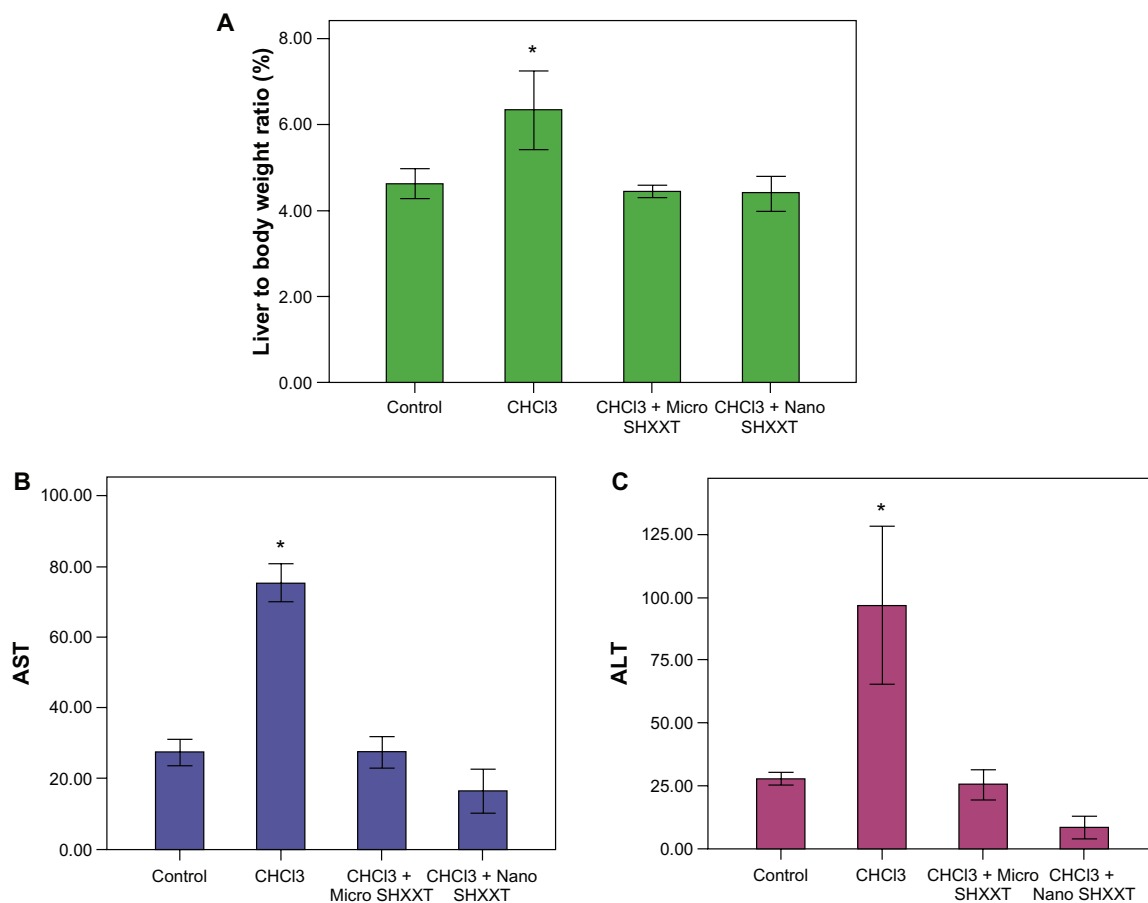 A
Liver to body weight ratio (%)
8.00
6.00
4.00
2.00
0.00
*
Control
CHCl3
CHCl3 + Micro
SHXXT
CHCl3 + Nano
SHXXT
B
AST
100.00
80.00
60.00
40.00
20.00
0.00
*
Control
CHCl3
CHCl3 +
Micro SHXXT
CHCl3 + Nano
SHXXT
C
ALT
125.00
100.00
75.00
50.00
25.00
0.00
*
Control
CHCl3
CHCl3 + Micro
SHXXT
CHCl3 +
Nano SHXXT